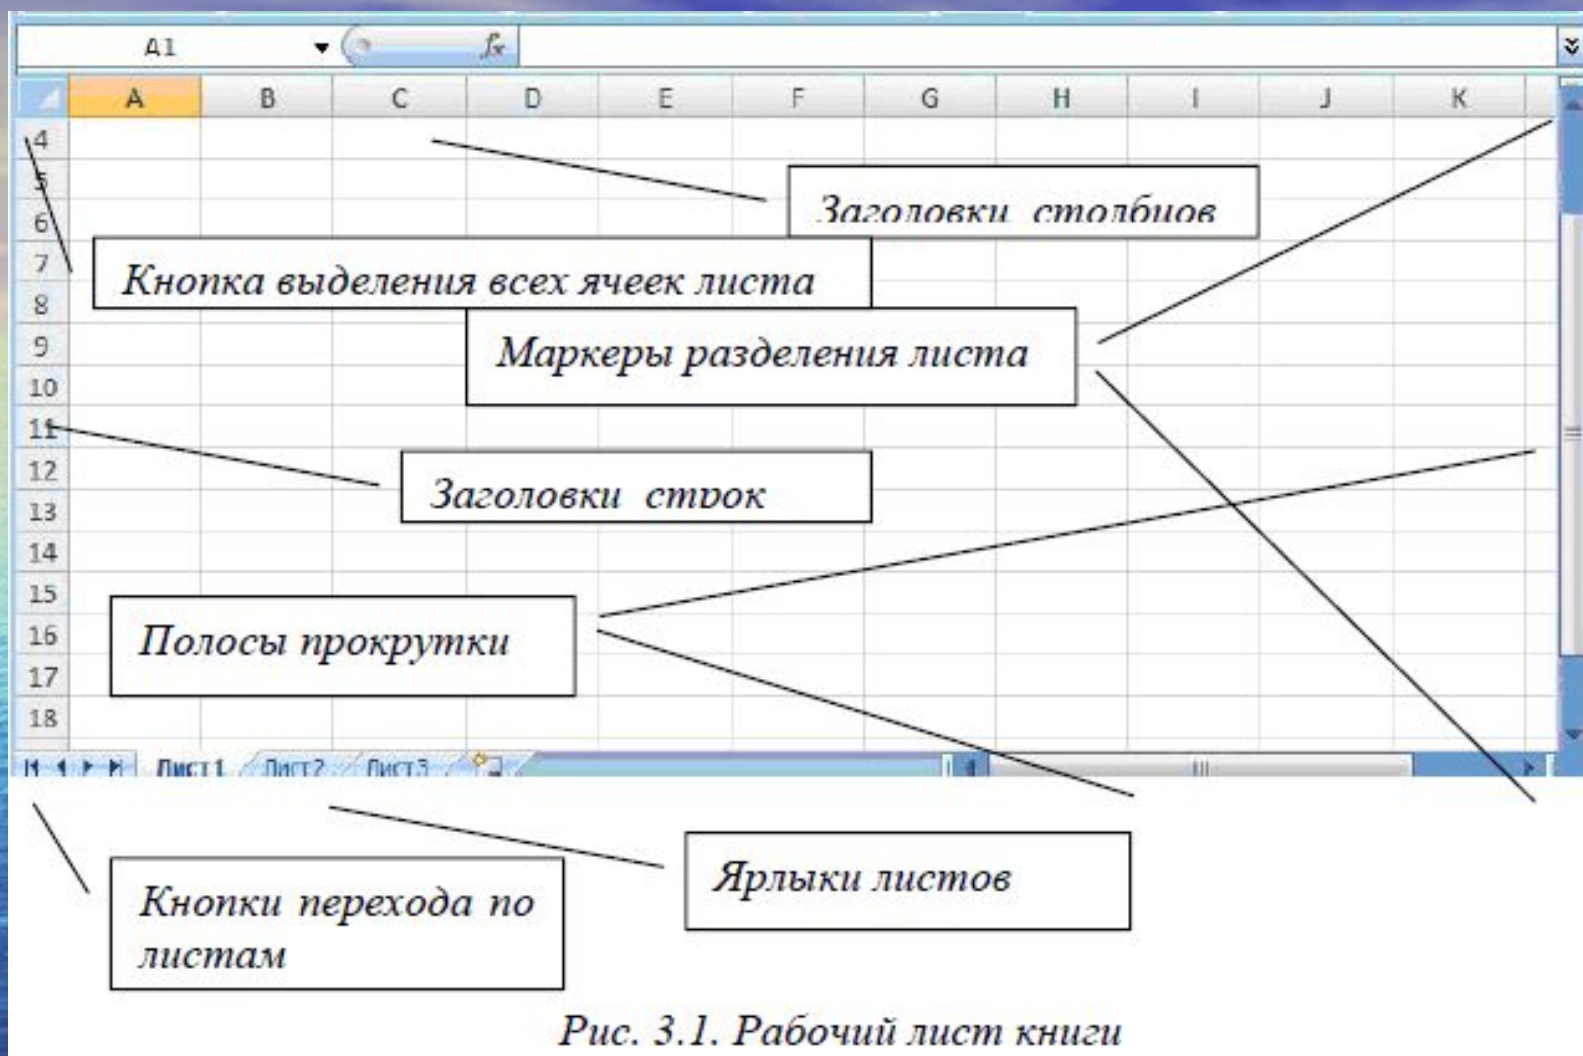 A1 fx
A B C D E F G H I J K
4
5
Заголовки столбцов
6
7
Кнопка выделения всех ячеек листа
8
9
Маркеры разделения листа
10
11
12
Заголовки строк
13
14
15
16
Полосы прокрутки
17
18
Лист1 Лист2 Лист3
Ярлыки листов
Кнопки перехода по
листам
Рис. 3.1. Рабочий лист книги